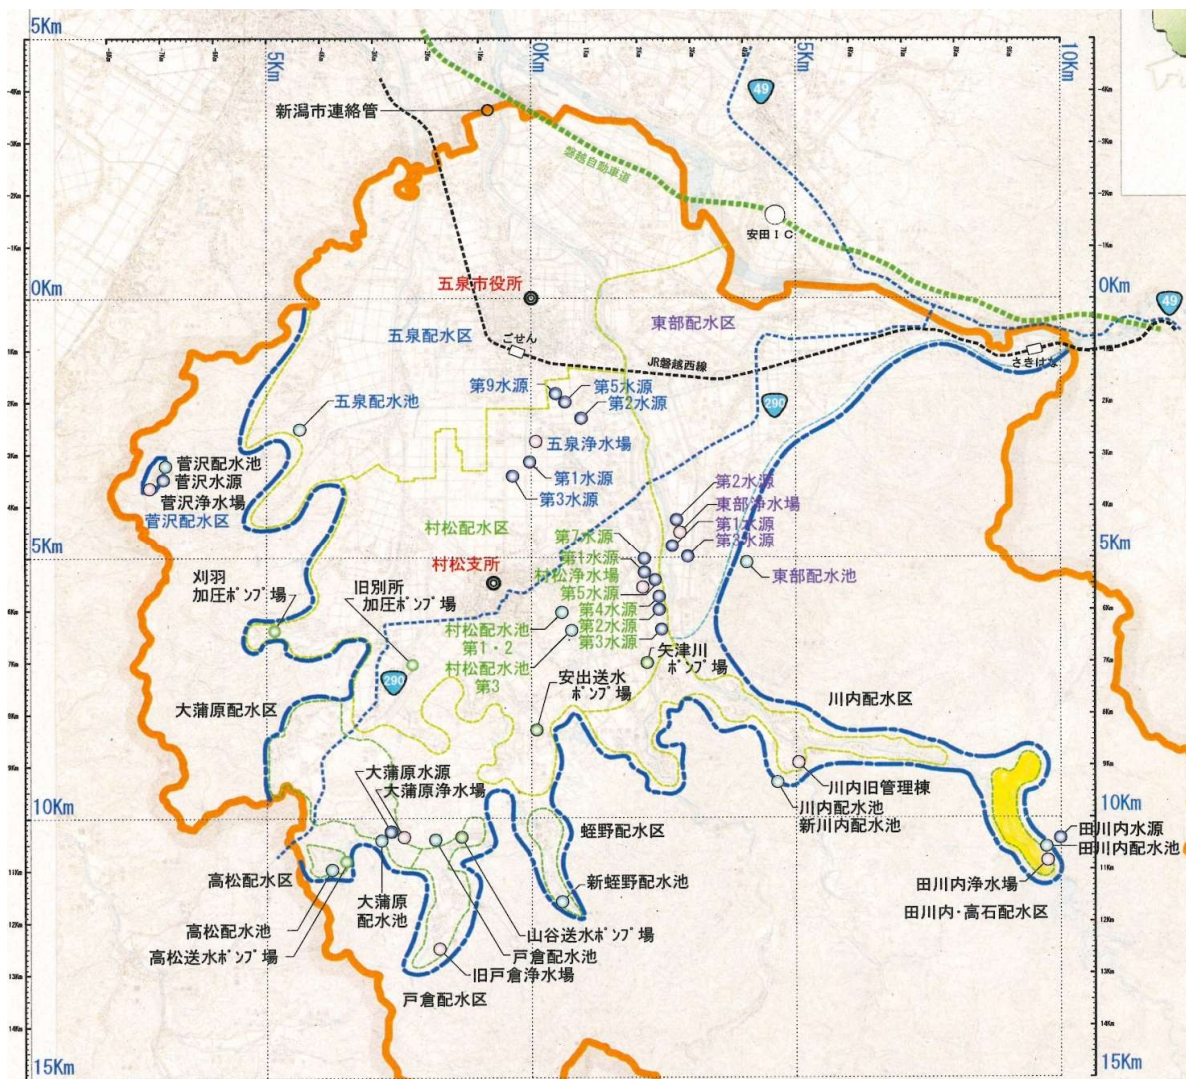 5Km
5Km
0Km
5Km
10Km
49
新潟市連絡管
磐越自動車道
安田IC
0Km
五泉市役所
0Km
49
五泉配水区
東部配水区
ごせん
JR磐越西線
さきはな
第9水源
第5水源
第2水源
290
五泉配水池
五泉浄水場
菅沢配水池
菅沢水源
菅沢浄水場
菅沢配水区
第1水源
第3水源
第2水源
東部浄水場
第1水源
第3水源
村松配水区
第7水源
第1水源
村松浄水場
第5水源
第4水源
第2水源
第3水源
5Km
5Km
村松支所
東部配水池
刈羽
加圧ポンプ場
旧別所
加圧ポンプ場
村松配水池
第1・2
村松配水池
第3
矢津川
ポンプ場
290
安出送水
ポンプ場
大蒲原配水区
川内配水区
大蒲原水源
大蒲原浄水場
川内旧管理棟
川内配水池
新川内配水池
10Km
10Km
蛭野配水区
田川内水源
田川内配水池
田川内浄水場
田川内・高石配水区
高松配水区
大蒲原
配水池
新蛭野配水池
高松配水池
高松送水ポンプ場
山谷送水ポンプ場
戸倉配水池
旧戸倉浄水場
戸倉配水区
15Km
15Km